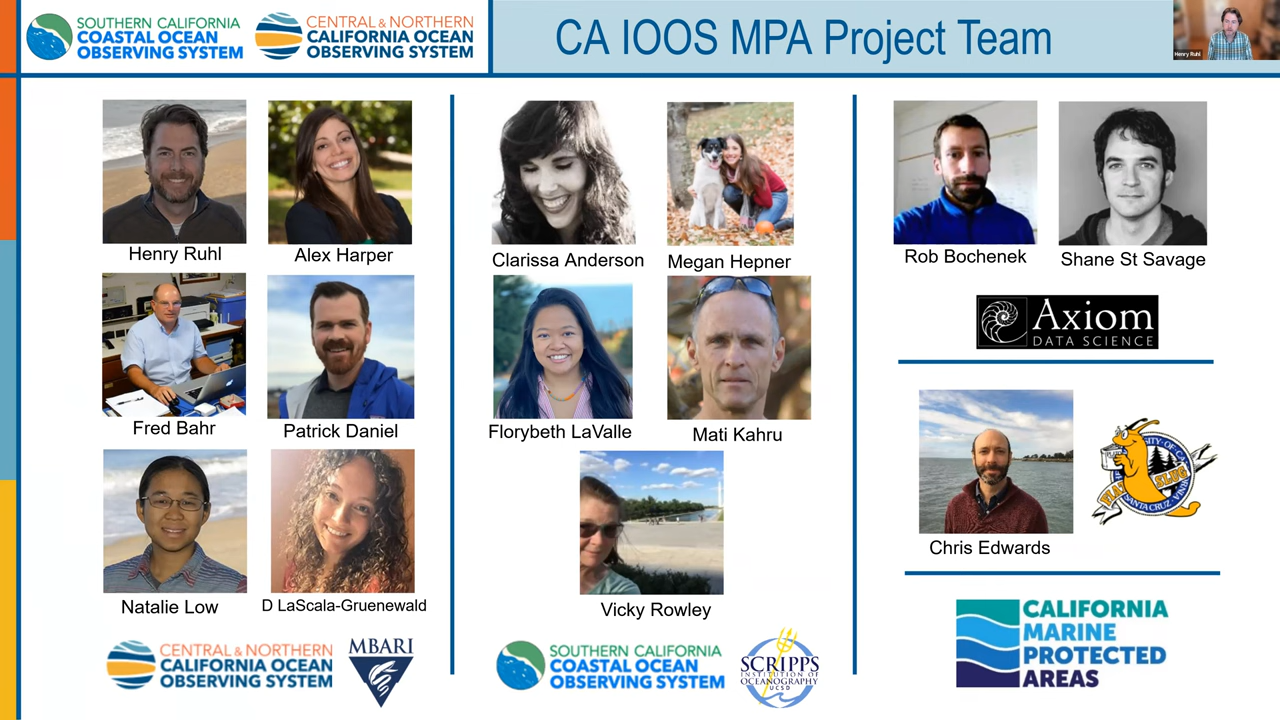 SOUTHERN CALIFORNIA
COASTAL OCEAN
OBSERVING SYSTEM
CENTRAL & NORTHERN
CALIFORNIA OCEAN
OBSERVING SYSTEM
CA IOOS MPA Project Team
Henry Ruhl
Henry Ruhl
Alex Harper
Fred Bahr
Patrick Daniel
Natalie Low
D LaScala-Gruenewald
CENTRAL & NORTHERN
CALIFORNIA OCEAN
OBSERVING SYSTEM
MBARI
Clarissa Anderson
Megan Hepner
Florybeth LaValle
Mati Kahru
Vicky Rowley
SOUTHERN CALIFORNIA
COASTAL OCEAN
OBSERVING SYSTEM
SCRIPPS
INSTITUTION OF
OCEANOGRAPHY
UCSD
Rob Bochenek
Shane St Savage
Axiom
DATA SCIENCE
Chris Edwards
SLUG
SANTA CRUZ
CALIFORNIA
MARINE
PROTECTED
AREAS